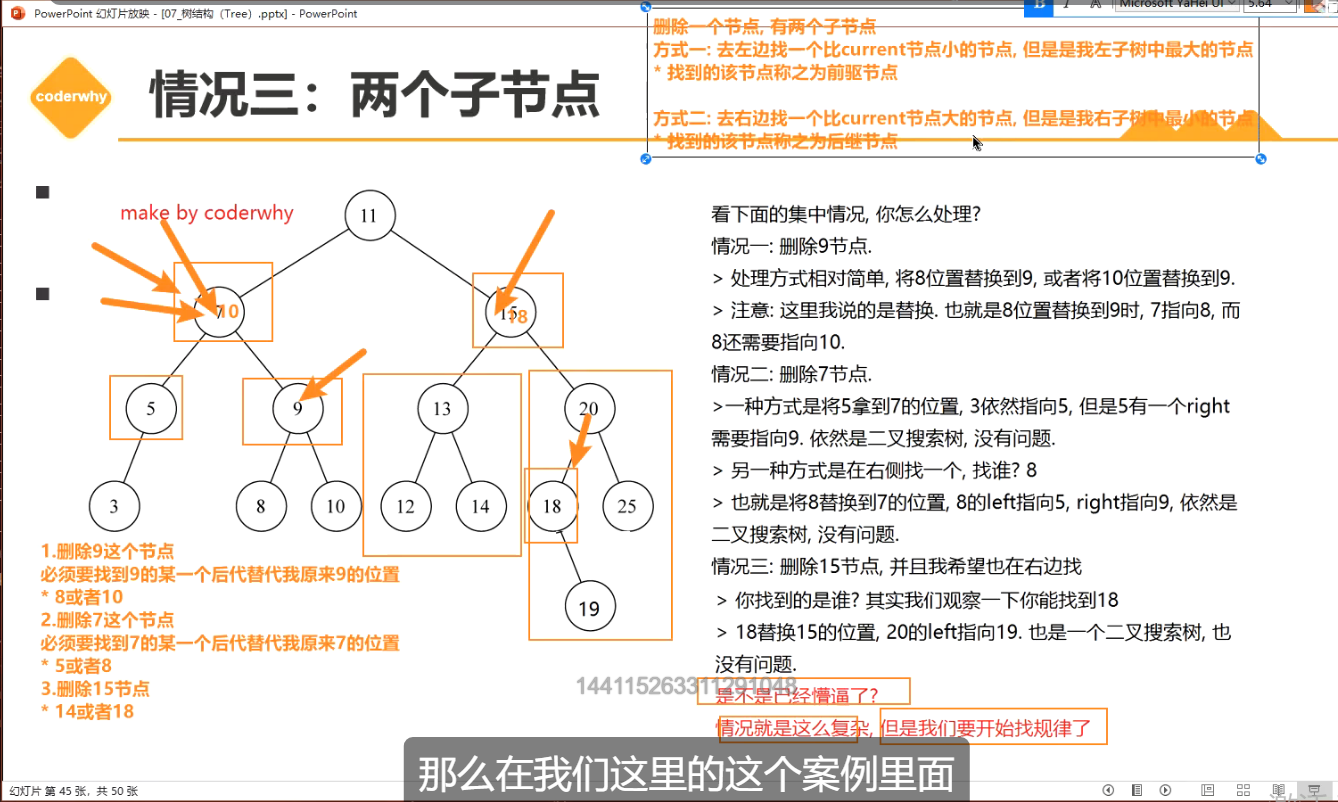 PowerPoint 幻灯片放映 - [07_树结构（Tree）.pptx] - PowerPoint
B I A Microsoft YaHei UI 5.64
删除一个节点, 有两个子节点
方式一: 去左边找一个比current节点小的节点, 但是是我左子树中最大的节点
* 找到的该节点称之为前驱节点
方式二: 去右边找一个比current节点大的节点, 但是是我右子树中最小的节点
* 找到的该节点称之为后继节点
coderwhy
情况三：两个子节点
make by coderwhy
11
7 10
15 18
5
9
13
20
3
8
10
12
14
18
25
19
1.删除9这个节点
必须要找到9的某一个后代替代我原来9的位置
* 8或者10
2.删除7这个节点
必须要找到7的某一个后代替代我原来7的位置
* 5或者8
3.删除15节点
* 14或者18
看下面的集中情况, 你怎么处理?
情况一: 删除9节点.
> 处理方式相对简单, 将8位置替换到9, 或者将10位置替换到9.
> 注意: 这里我说的是替换. 也就是8位置替换到9时, 7指向8, 而
8还需要指向10.
情况二: 删除7节点.
>一种方式是将5拿到7的位置, 3依然指向5, 但是5有一个right
需要指向9. 依然是二叉搜索树, 没有问题.
> 另一种方式是在右侧找一个, 找谁? 8
> 也就是将8替换到7的位置, 8的left指向5, right指向9, 依然是
二叉搜索树, 没有问题.
情况三: 删除15节点, 并且我希望也在右边找
> 你找到的是谁? 其实我们观察一下你能找到18
> 18替换15的位置, 20的left指向19. 也是一个二叉搜索树, 也
没有问题.
144115263311291048
是不是已经懵逼了?
情况就是这么复杂, 但是我们要开始找规律了
那么在我们这里的这个案例里面
幻灯片 第 45 张，共 50 张